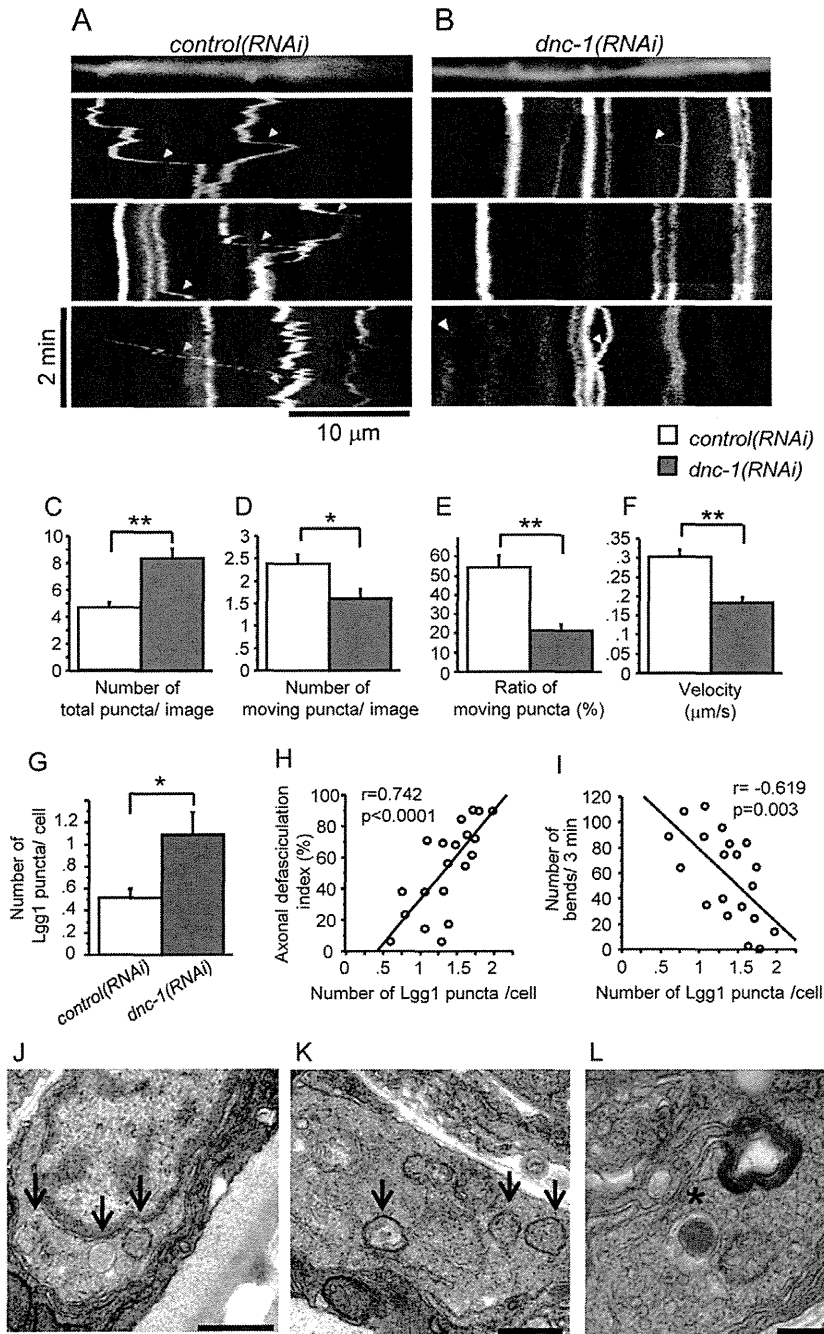 A
B
control(RNAi)
dnc-1(RNAi)
2 min
10 μm
control(RNAi)
dnc-1(RNAi)
C
D
E
F
**
*
**
**
10
8
6
4
2
0
2.5
2
1.5
1
.5
0
60
50
40
30
20
10
0
.35
.3
.25
.2
.15
.1
.05
0
Number of
total puncta/ image
Number of
moving puncta/ image
Ratio of
moving puncta (%)
Velocity
(μm/s)
G
H
I
*
Number of
Lgg1 puncta/ cell
1.2
1
.8
.6
.4
.2
0
control(RNAi)
dnc-1(RNAi)
r=0.742
p<0.0001
Axonal defasciculation
index (%)
100
80
60
40
20
0
0 .5 1 1.5 2
Number of Lgg1 puncta /cell
r= -0.619
p=0.003
Number of
bends/ 3 min
120
100
80
60
40
20
0
0 .5 1 1.5 2
Number of Lgg1 puncta /cell
J
K
L
*